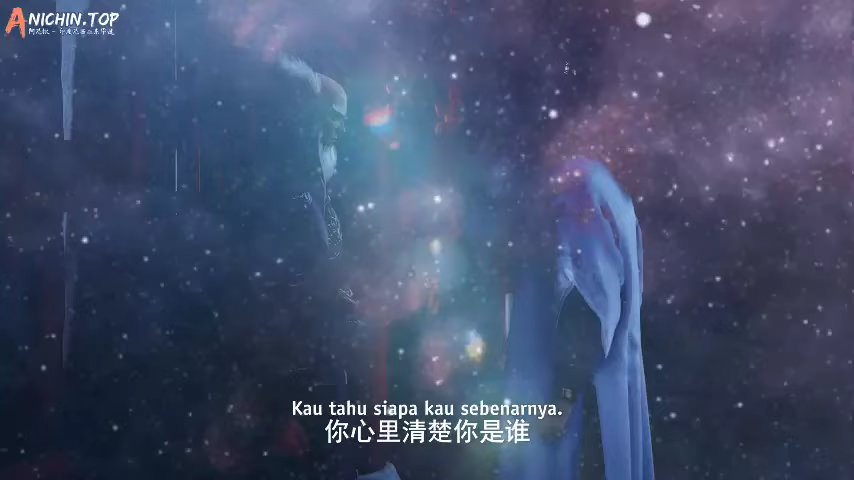 ANICHIN.TOP
Kau tahu siapa kau sebenarnya.
你心里清楚你是谁